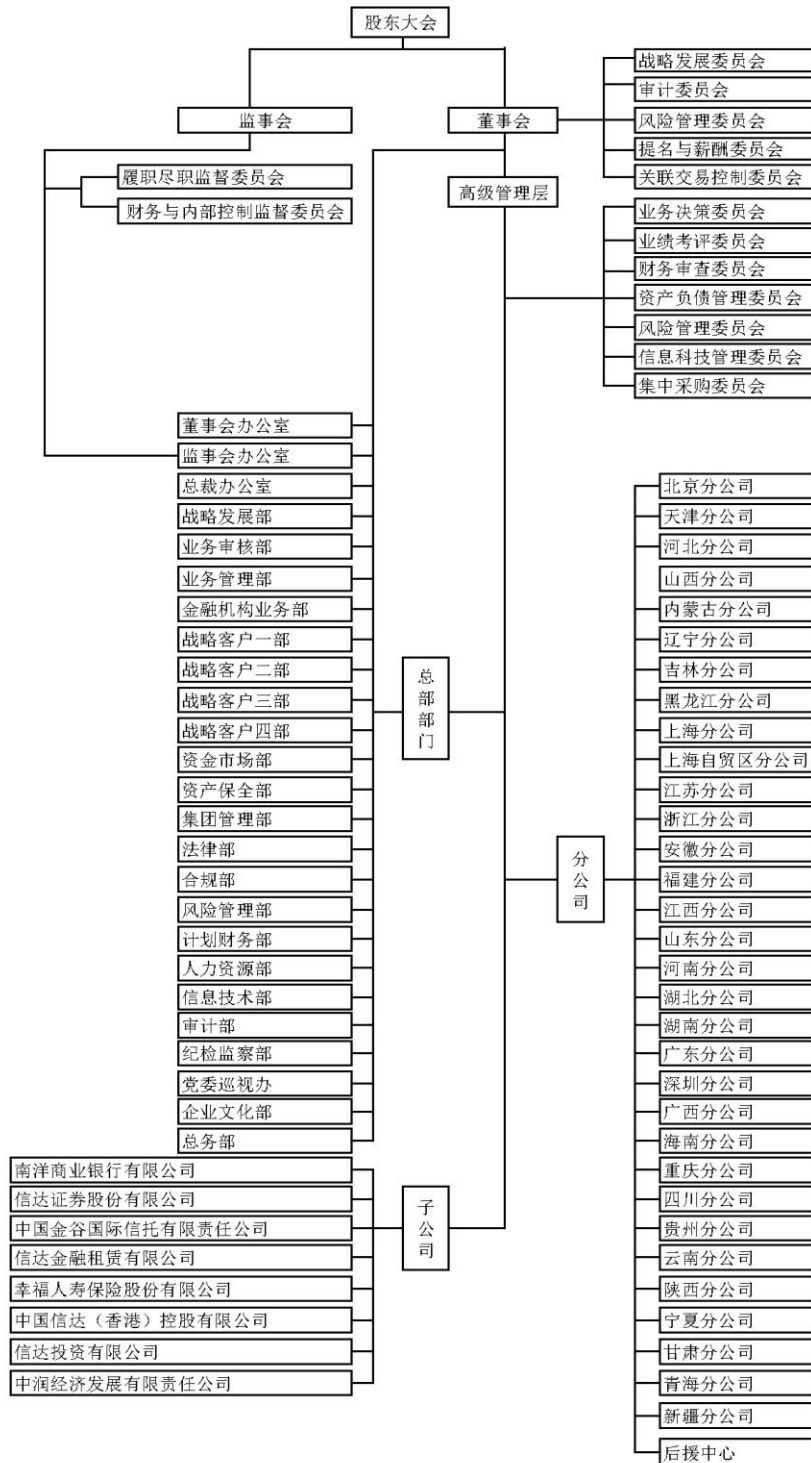 股东大会
监事会
董事会
战略发展委员会
审计委员会
风险管理委员会
提名与薪酬委员会
关联交易控制委员会
履职尽职监督委员会
财务与内部控制监督委员会
高级管理层
业务决策委员会
业绩考评委员会
财务审查委员会
资产负债管理委员会
风险管理委员会
信息科技管理委员会
集中采购委员会
董事会办公室
监事会办公室
总裁办公室
战略发展部
业务审核部
业务管理部
金融机构业务部
战略客户一部
战略客户二部
战略客户三部
战略客户四部
资金市场部
资产保全部
集团管理部
法律部
合规部
风险管理部
计划财务部
人力资源部
信息技术部
审计部
纪检监察部
党委巡视办
企业文化部
总务部
总部部门
分公司
北京分公司
天津分公司
河北分公司
山西分公司
内蒙古分公司
辽宁分公司
吉林分公司
黑龙江分公司
上海分公司
上海自贸区分公司
江苏分公司
浙江分公司
安徽分公司
福建分公司
江西分公司
山东分公司
河南分公司
湖北分公司
湖南分公司
广东分公司
深圳分公司
广西分公司
海南分公司
重庆分公司
四川分公司
贵州分公司
云南分公司
陕西分公司
宁夏分公司
甘肃分公司
青海分公司
新疆分公司
后援中心
子公司
南洋商业银行有限公司
信达证券股份有限公司
中国金谷国际信托有限责任公司
信达金融租赁有限公司
幸福人寿保险股份有限公司
中国信达（香港）控股有限公司
信达投资有限公司
中润经济发展有限责任公司